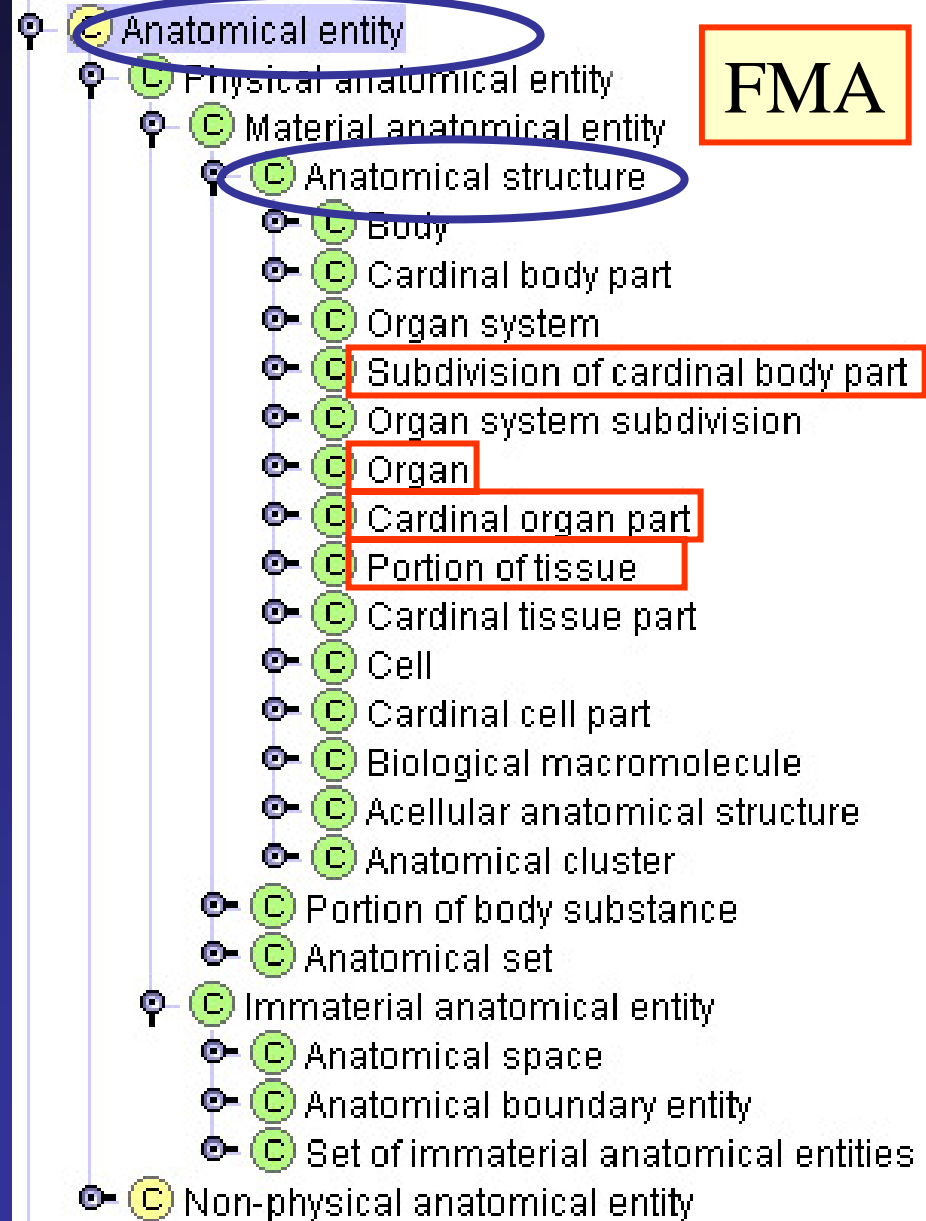 Anatomical entity
FMA
Physical anatomical entity
Material anatomical entity
Anatomical structure
Body
Cardinal body part
Organ system
Subdivision of cardinal body part
Organ system subdivision
Organ
Cardinal organ part
Portion of tissue
Cardinal tissue part
Cell
Cardinal cell part
Biological macromolecule
Acellular anatomical structure
Anatomical cluster
Portion of body substance
Anatomical set
Immaterial anatomical entity
Anatomical space
Anatomical boundary entity
Set of immaterial anatomical entities
Non-physical anatomical entity